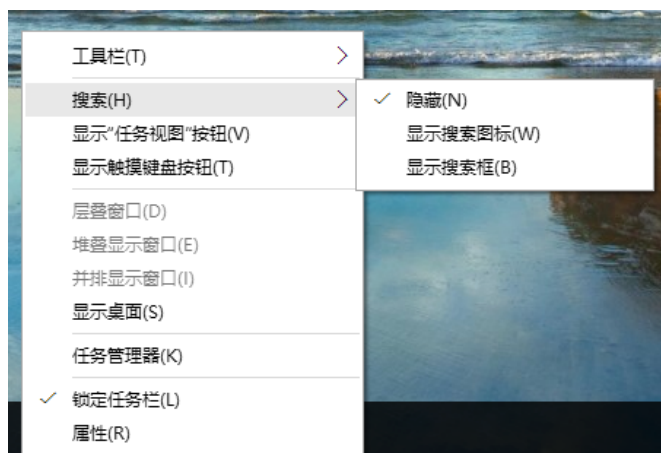 工具栏(T)
搜索(H)
隐藏(N)
显示"任务视图"按钮(V)
显示搜索图标(W)
显示触摸键盘按钮(T)
显示搜索框(B)
层叠窗口(D)
堆叠显示窗口(E)
并排显示窗口(I)
显示桌面(S)
任务管理器(K)
锁定任务栏(L)
属性(R)